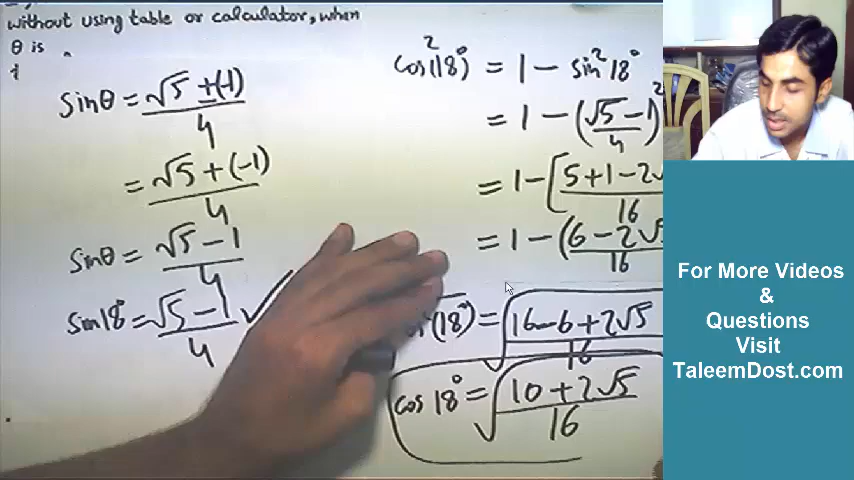 without using table or calculator, when
θ is
sinθ = √5 ±(-1) / 4
= √5 + (-1) / 4
sinθ = √5 - 1 / 4
sin18° = √5 - 1 / 4 ✓
cos²(18°) = 1 - sin²18°
= 1 - (√5 - 1 / 4)²
= 1 - [5 + 1 - 2√ / 16
= 1 - (6 - 2√5 / 16
(18°) = √16 - 6 + 2√5 / 16
cos 18° = √10 + 2√5 / 16
For More Videos
&
Questions
Visit
TaleemDost.com